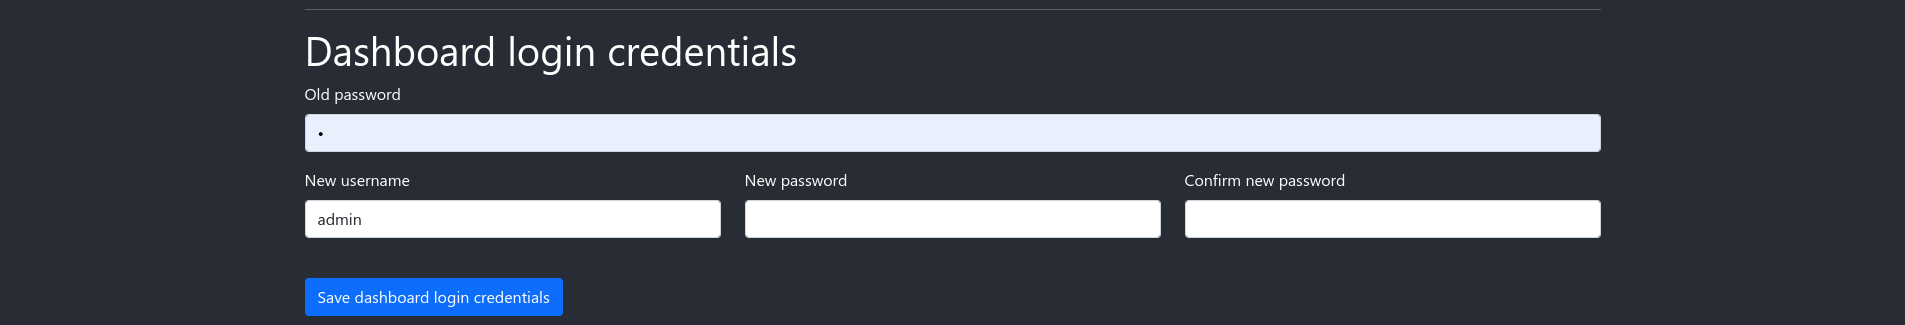 Dashboard login credentials
Old password
•
New username
New password
Confirm new password
admin
Save dashboard login credentials